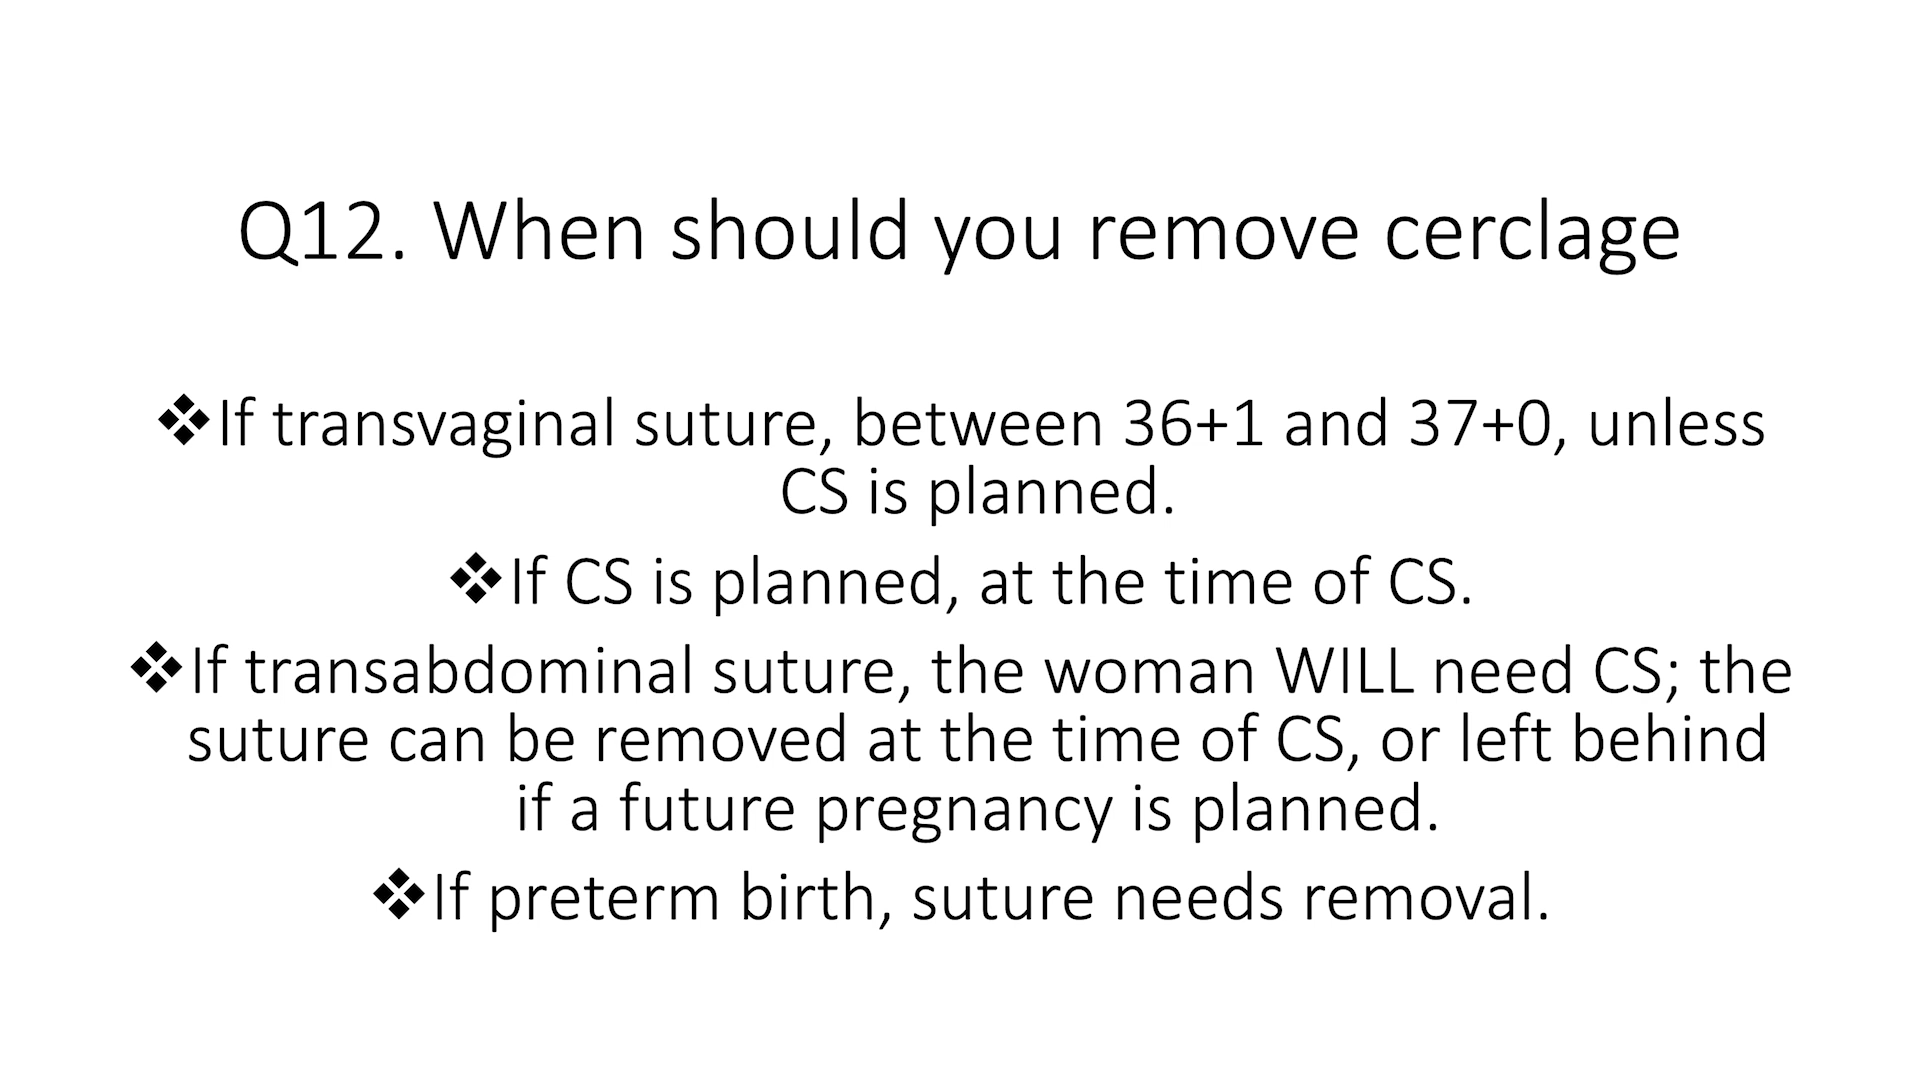 Q12. When should you remove cerclage
❖If transvaginal suture, between 36+1 and 37+0, unless
CS is planned.
❖If CS is planned, at the time of CS.
❖If transabdominal suture, the woman WILL need CS; the
suture can be removed at the time of CS, or left behind
if a future pregnancy is planned.
❖If preterm birth, suture needs removal.